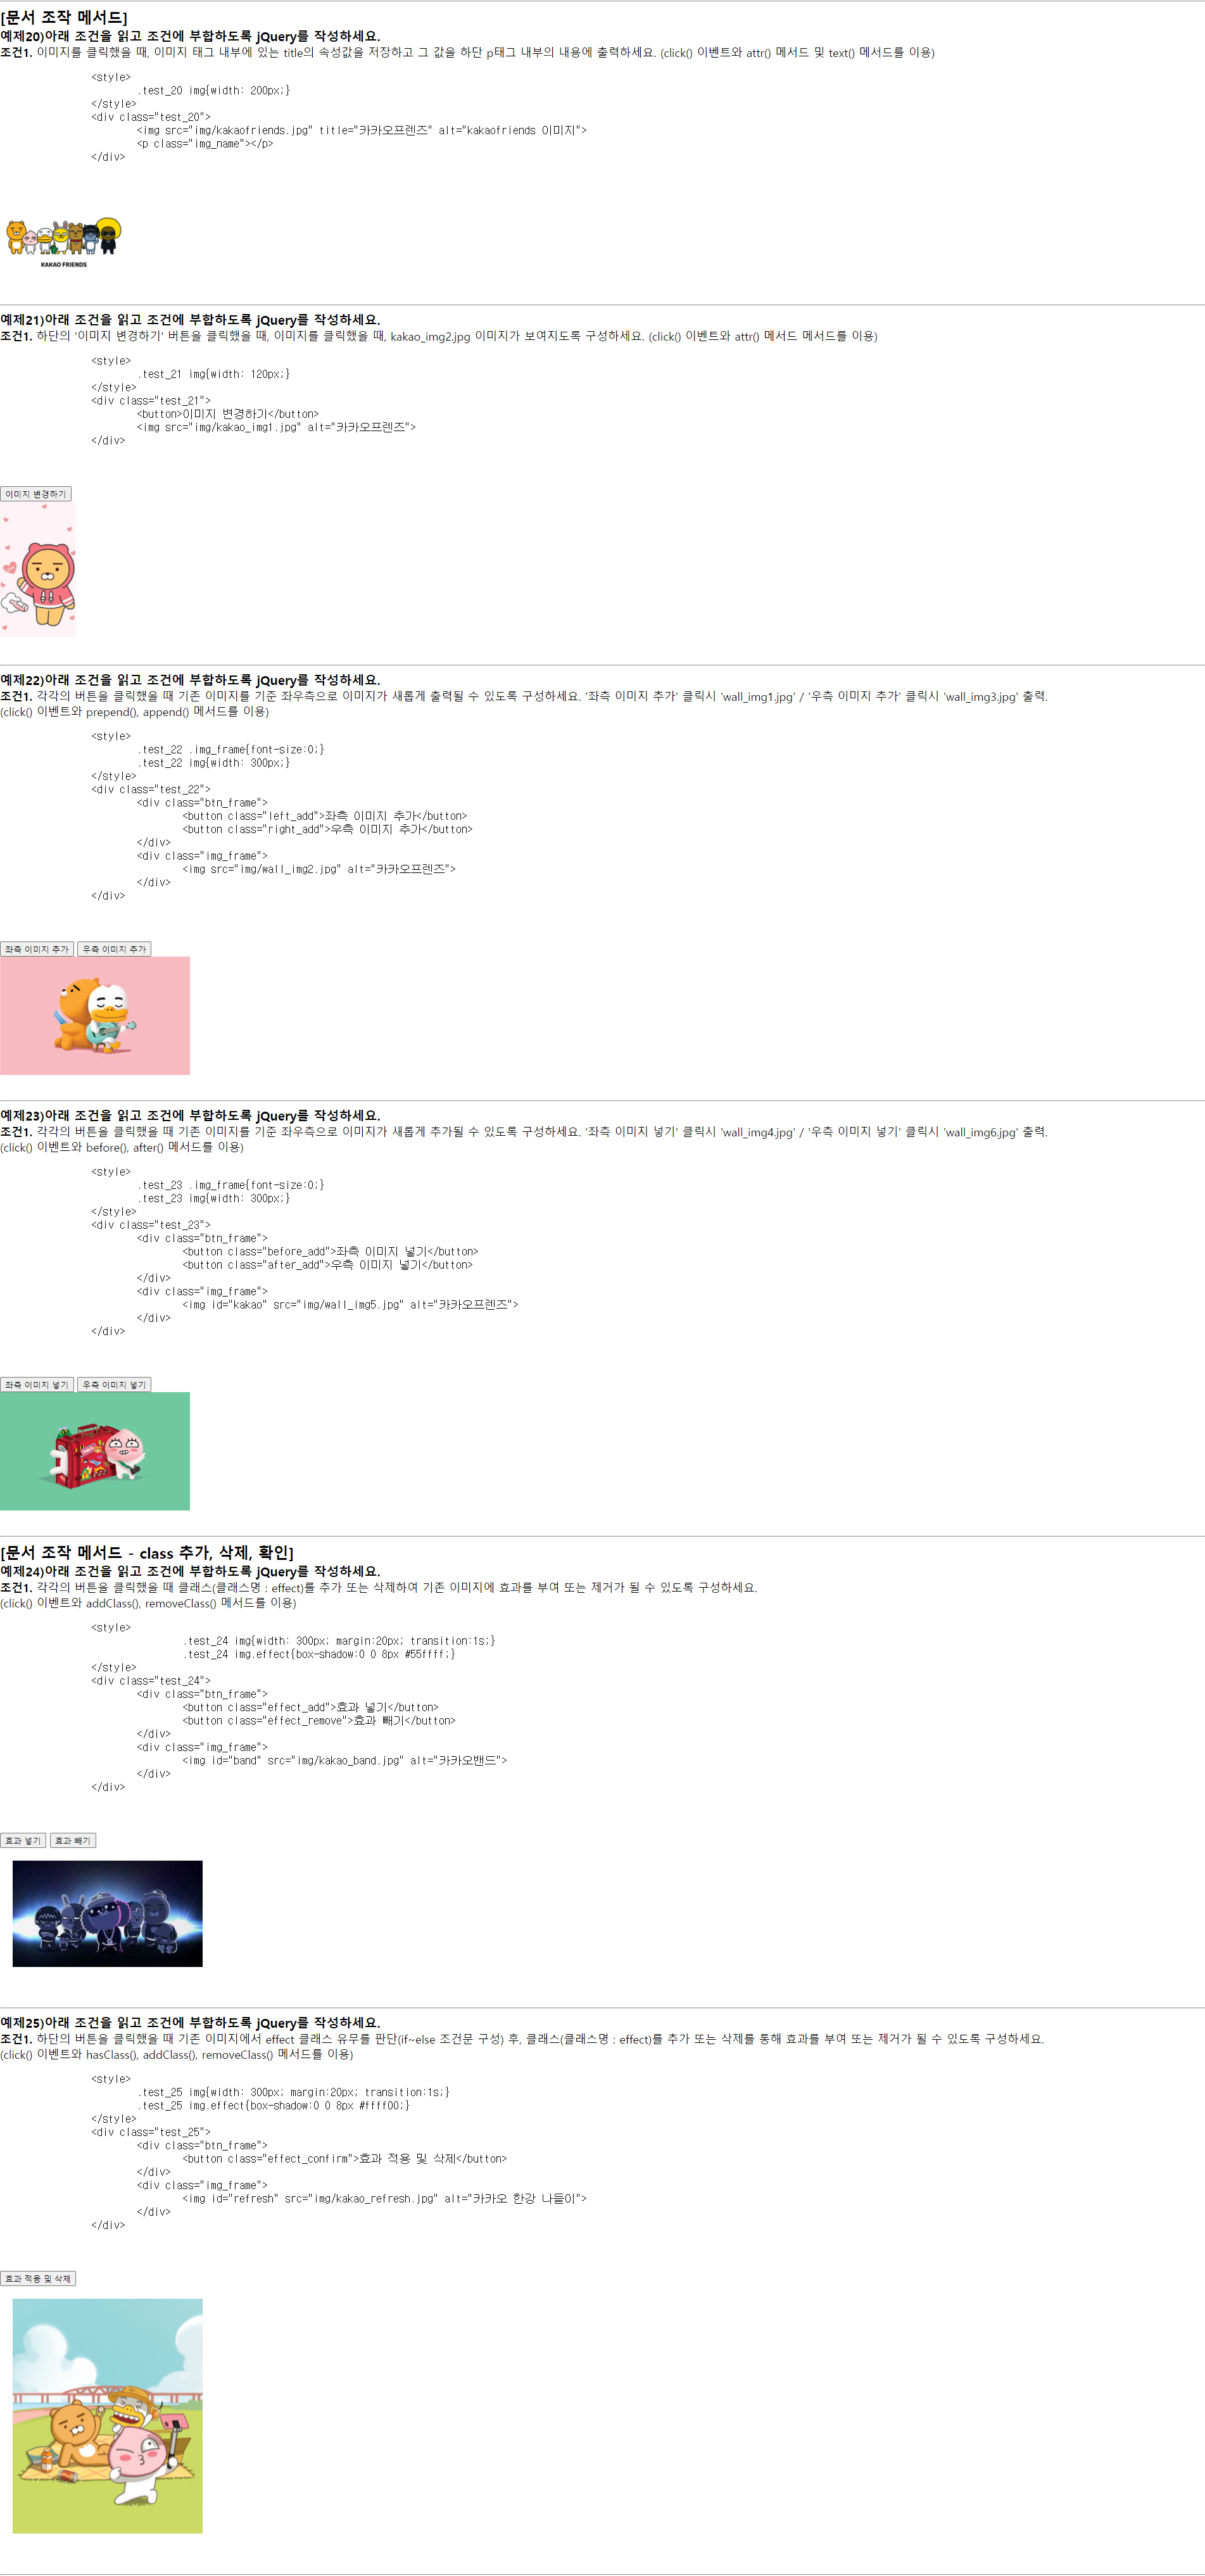 [문서 조작 메서드]
예제20)아래 조건을 읽고 조건에 부합하도록 jQuery를 작성하세요.
조건1. 이미지를 클릭했을 때, 이미지 태그 내부에 있는 title의 속성값을 저장하고 그 값을 하단 p태그 내부의 내용에 출력하세요. (click() 이벤트와 attr() 메서드 및 text() 메서드를 이용)
<style>
.test_20 img{width: 200px;}
</style>
<div class="test_20">
<img src="img/kakaofriends.jpg" title="카카오프렌즈" alt="kakaofriends 이미지">
<p class="img_name"></p>
</div>
KAKAO FRIENDS
예제21)아래 조건을 읽고 조건에 부합하도록 jQuery를 작성하세요.
조건1. 하단의 '이미지 변경하기' 버튼을 클릭했을 때, 이미지를 클릭했을 때, kakao_img2.jpg 이미지가 보여지도록 구성하세요. (click() 이벤트와 attr() 메서드 메서드를 이용)
<style>
.test_21 img{width: 120px;}
</style>
<div class="test_21">
<button>이미지 변경하기</button>
<img src="img/kakao_img1.jpg" alt="카카오프렌즈">
</div>
이미지 변경하기
예제22)아래 조건을 읽고 조건에 부합하도록 jQuery를 작성하세요.
조건1. 각각의 버튼을 클릭했을 때 기존 이미지를 기준 좌우측으로 이미지가 새롭게 출력될 수 있도록 구성하세요. '좌측 이미지 추가' 클릭시 'wall_img1.jpg' / '우측 이미지 추가' 클릭시 'wall_img3.jpg' 출력.
(click() 이벤트와 prepend(), append() 메서드를 이용)
<style>
.test_22 .img_frame{font-size:0;}
.test_22 img{width: 300px;}
</style>
<div class="test_22">
<div class="btn_frame">
<button class="left_add">좌측 이미지 추가</button>
<button class="right_add">우측 이미지 추가</button>
</div>
<div class="img_frame">
<img src="img/wall_img2.jpg" alt="카카오프렌즈">
</div>
</div>
좌측 이미지 추가 우측 이미지 추가
예제23)아래 조건을 읽고 조건에 부합하도록 jQuery를 작성하세요.
조건1. 각각의 버튼을 클릭했을 때 기존 이미지를 기준 좌우측으로 이미지가 새롭게 추가될 수 있도록 구성하세요. '좌측 이미지 넣기' 클릭시 'wall_img4.jpg' / '우측 이미지 넣기' 클릭시 'wall_img6.jpg' 출력.
(click() 이벤트와 before(), after() 메서드를 이용)
<style>
.test_23 .img_frame{font-size:0;}
.test_23 img{width: 300px;}
</style>
<div class="test_23">
<div class="btn_frame">
<button class="before_add">좌측 이미지 넣기</button>
<button class="after_add">우측 이미지 넣기</button>
</div>
<div class="img_frame">
<img id="kakao" src="img/wall_img5.jpg" alt="카카오프렌즈">
</div>
</div>
좌측 이미지 넣기 우측 이미지 넣기
[문서 조작 메서드 - class 추가, 삭제, 확인]
예제24)아래 조건을 읽고 조건에 부합하도록 jQuery를 작성하세요.
조건1. 각각의 버튼을 클릭했을 때 클래스(클래스명 : effect)를 추가 또는 삭제하여 기존 이미지에 효과를 부여 또는 제거가 될 수 있도록 구성하세요.
(click() 이벤트와 addClass(), removeClass() 메서드를 이용)
<style>
.test_24 img{width: 300px; margin:20px; transition:1s;}
.test_24 img.effect{box-shadow:0 0 8px #55ffff;}
</style>
<div class="test_24">
<div class="btn_frame">
<button class="effect_add">효과 넣기</button>
<button class="effect_remove">효과 빼기</button>
</div>
<div class="img_frame">
<img id="band" src="img/kakao_band.jpg" alt="카카오밴드">
</div>
</div>
효과 넣기 효과 빼기
예제25)아래 조건을 읽고 조건에 부합하도록 jQuery를 작성하세요.
조건1. 하단의 버튼을 클릭했을 때 기존 이미지에서 effect 클래스 유무를 판단(if~else 조건문 구성) 후, 클래스(클래스명 : effect)를 추가 또는 삭제를 통해 효과를 부여 또는 제거가 될 수 있도록 구성하세요.
(click() 이벤트와 hasClass(), addClass(), removeClass() 메서드를 이용)
<style>
.test_25 img{width: 300px; margin:20px; transition:1s;}
.test_25 img.effect{box-shadow:0 0 8px #ffff00;}
</style>
<div class="test_25">
<div class="btn_frame">
<button class="effect_confirm">효과 적용 및 삭제</button>
</div>
<div class="img_frame">
<img id="refresh" src="img/kakao_refresh.jpg" alt="카카오 한강 나들이">
</div>
</div>
효과 적용 및 삭제